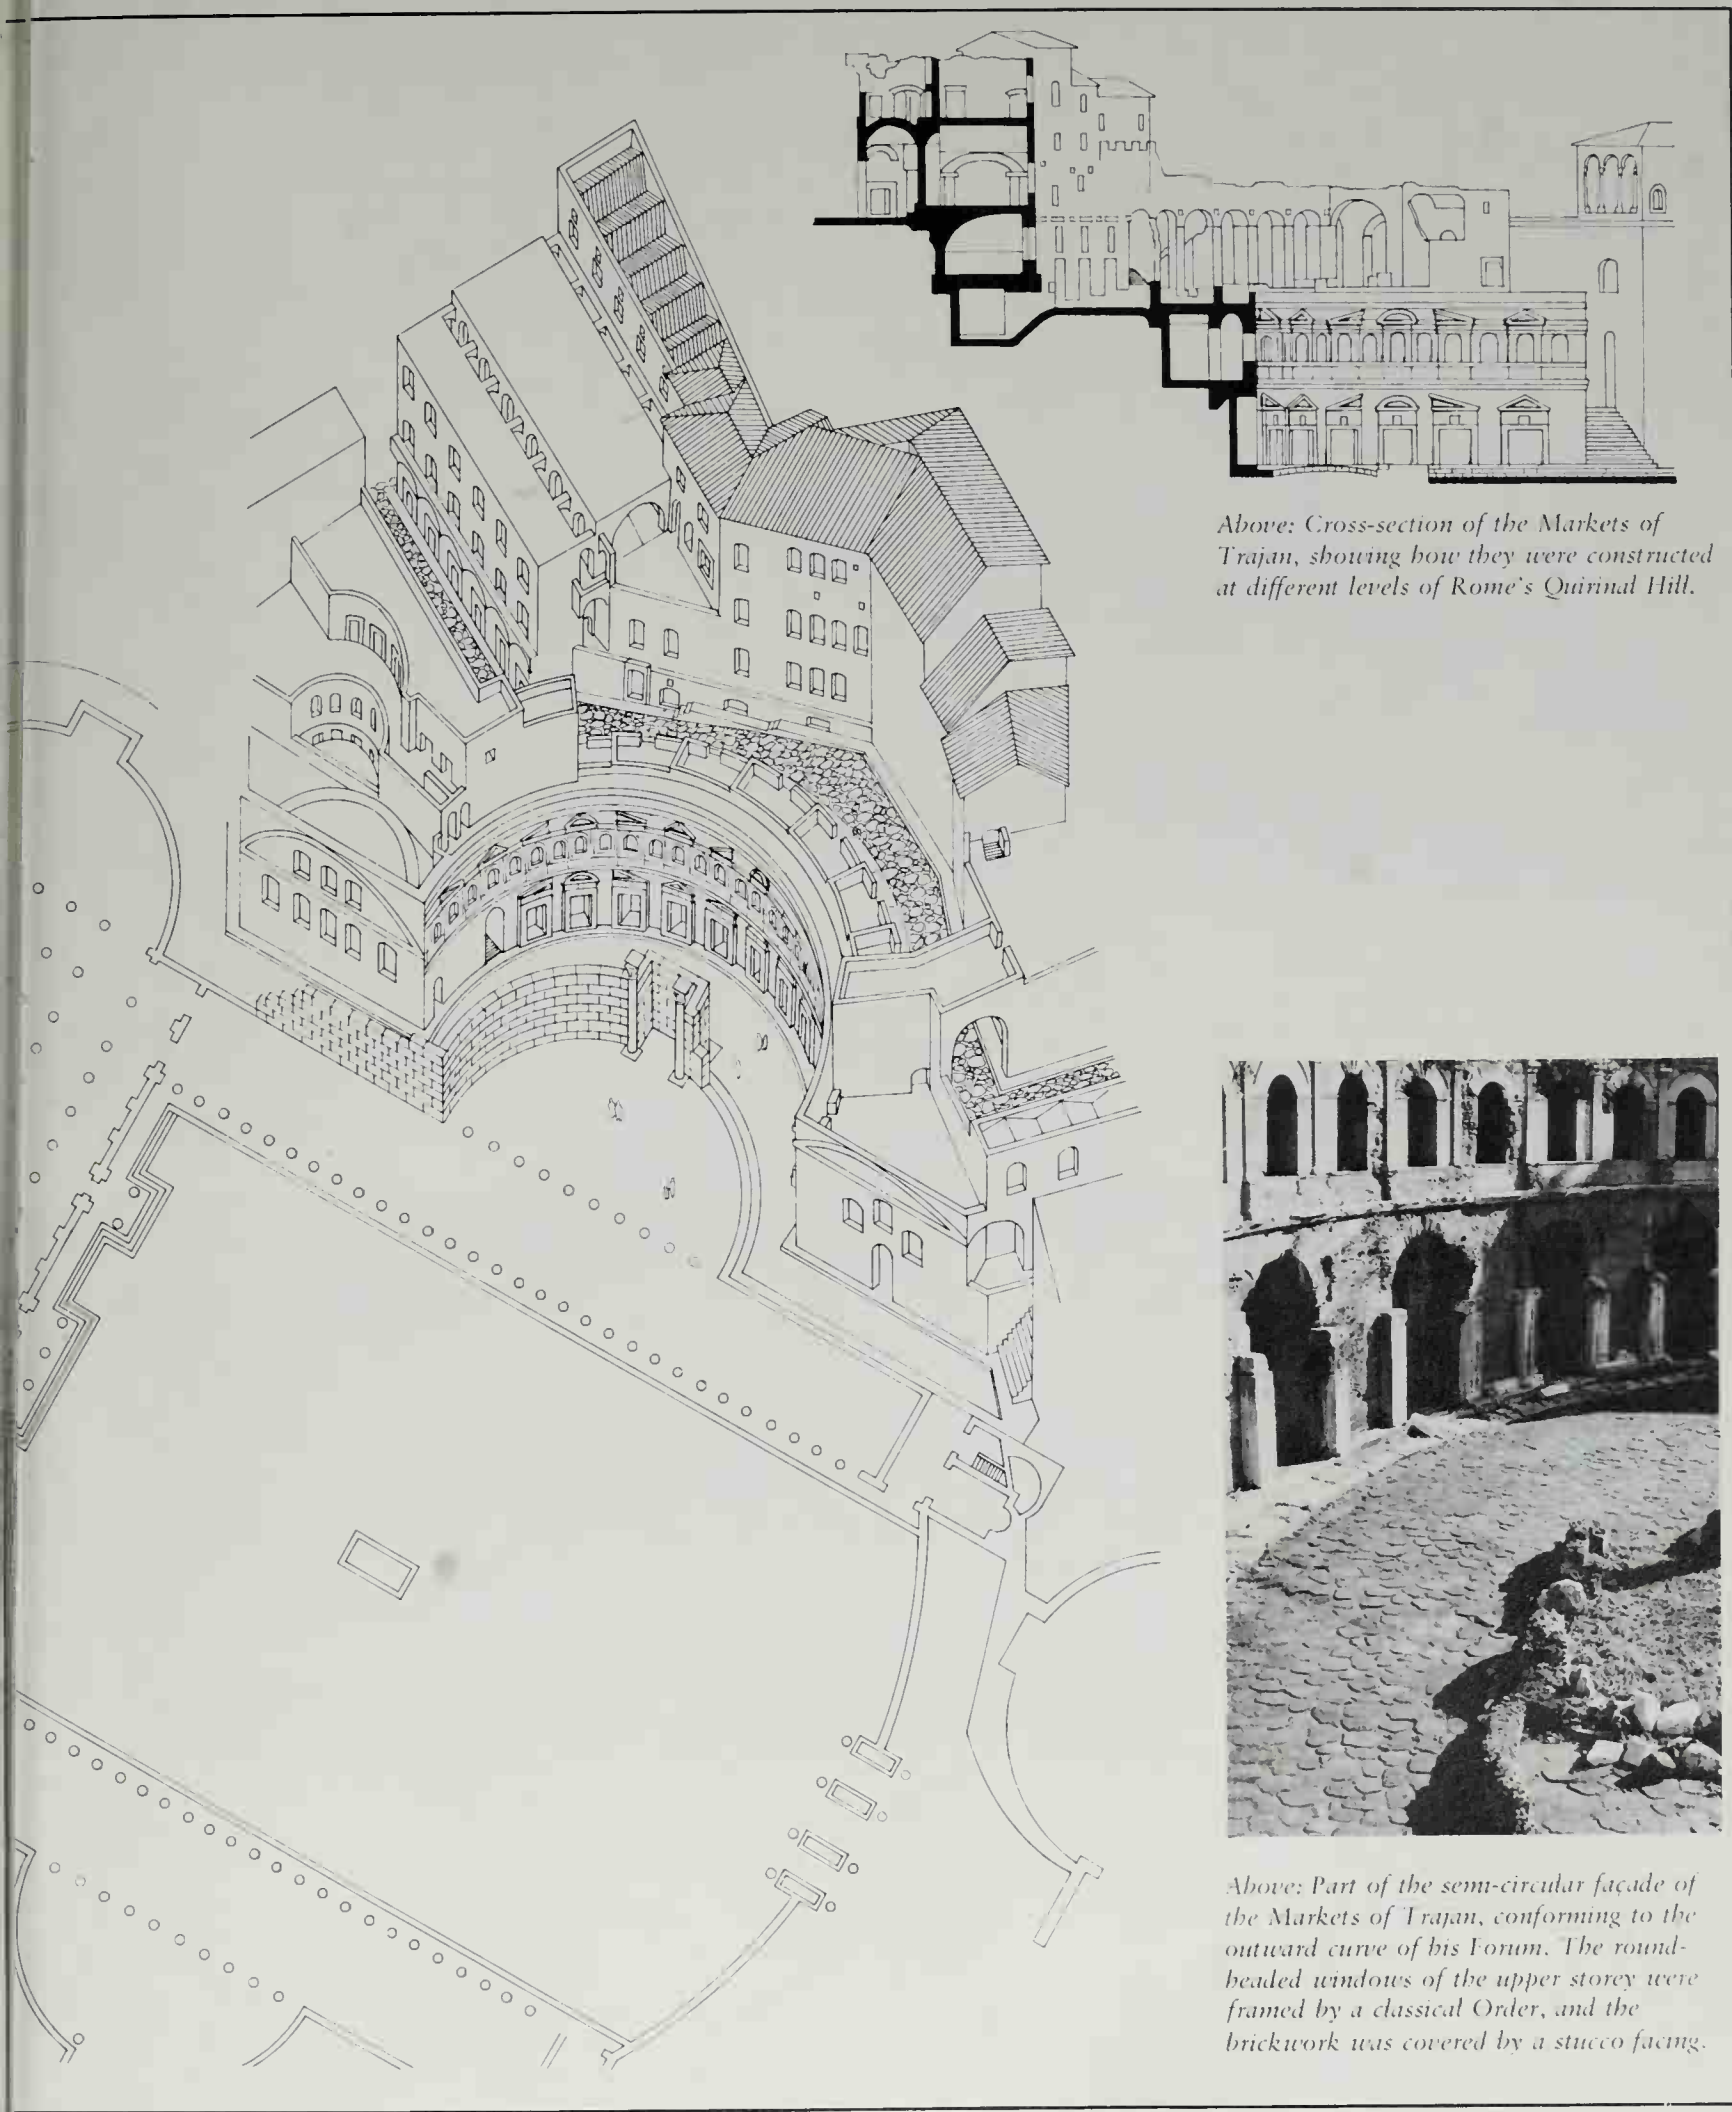 Above: Cross-section of the Markets of
Trajan, showing how they were constructed
at different levels of Rome's Quirinal Hill.
Above: Part of the semi-circular façade of
the Markets of Trajan, conforming to the
outward curve of his Forum. The round-
headed windows of the upper storey were
framed by a classical Order, and the
brickwork was covered by a stucco facing.